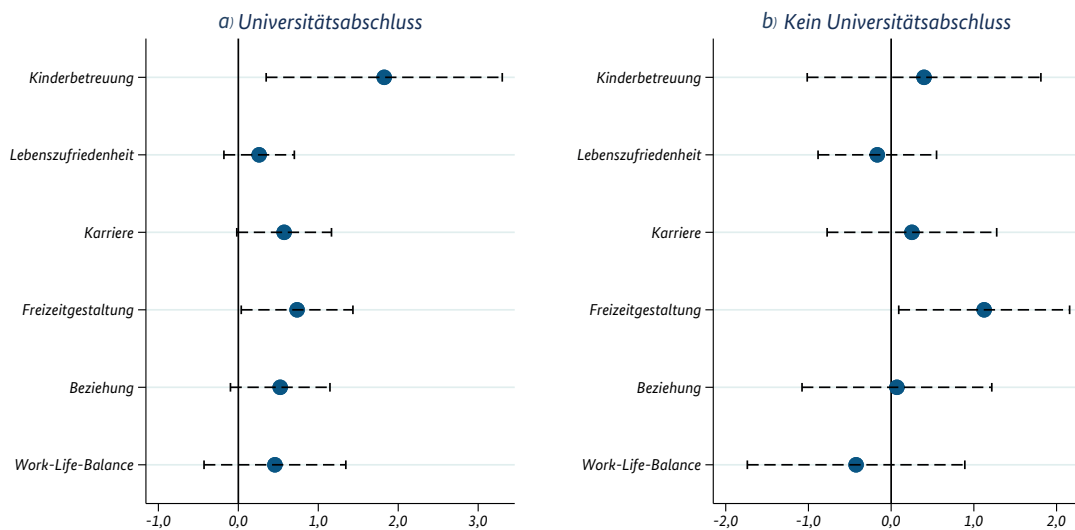 a) Universitätsabschluss
Kinderbetreuung
Lebenszufriedenheit
Karriere
Freizeitgestaltung
Beziehung
Work-Life-Balance
-1,0 0,0 1,0 2,0 3,0
b) Kein Universitätsabschluss
Kinderbetreuung
Lebenszufriedenheit
Karriere
Freizeitgestaltung
Beziehung
Work-Life-Balance
-2,0 -1,0 0,0 1,0 2,0